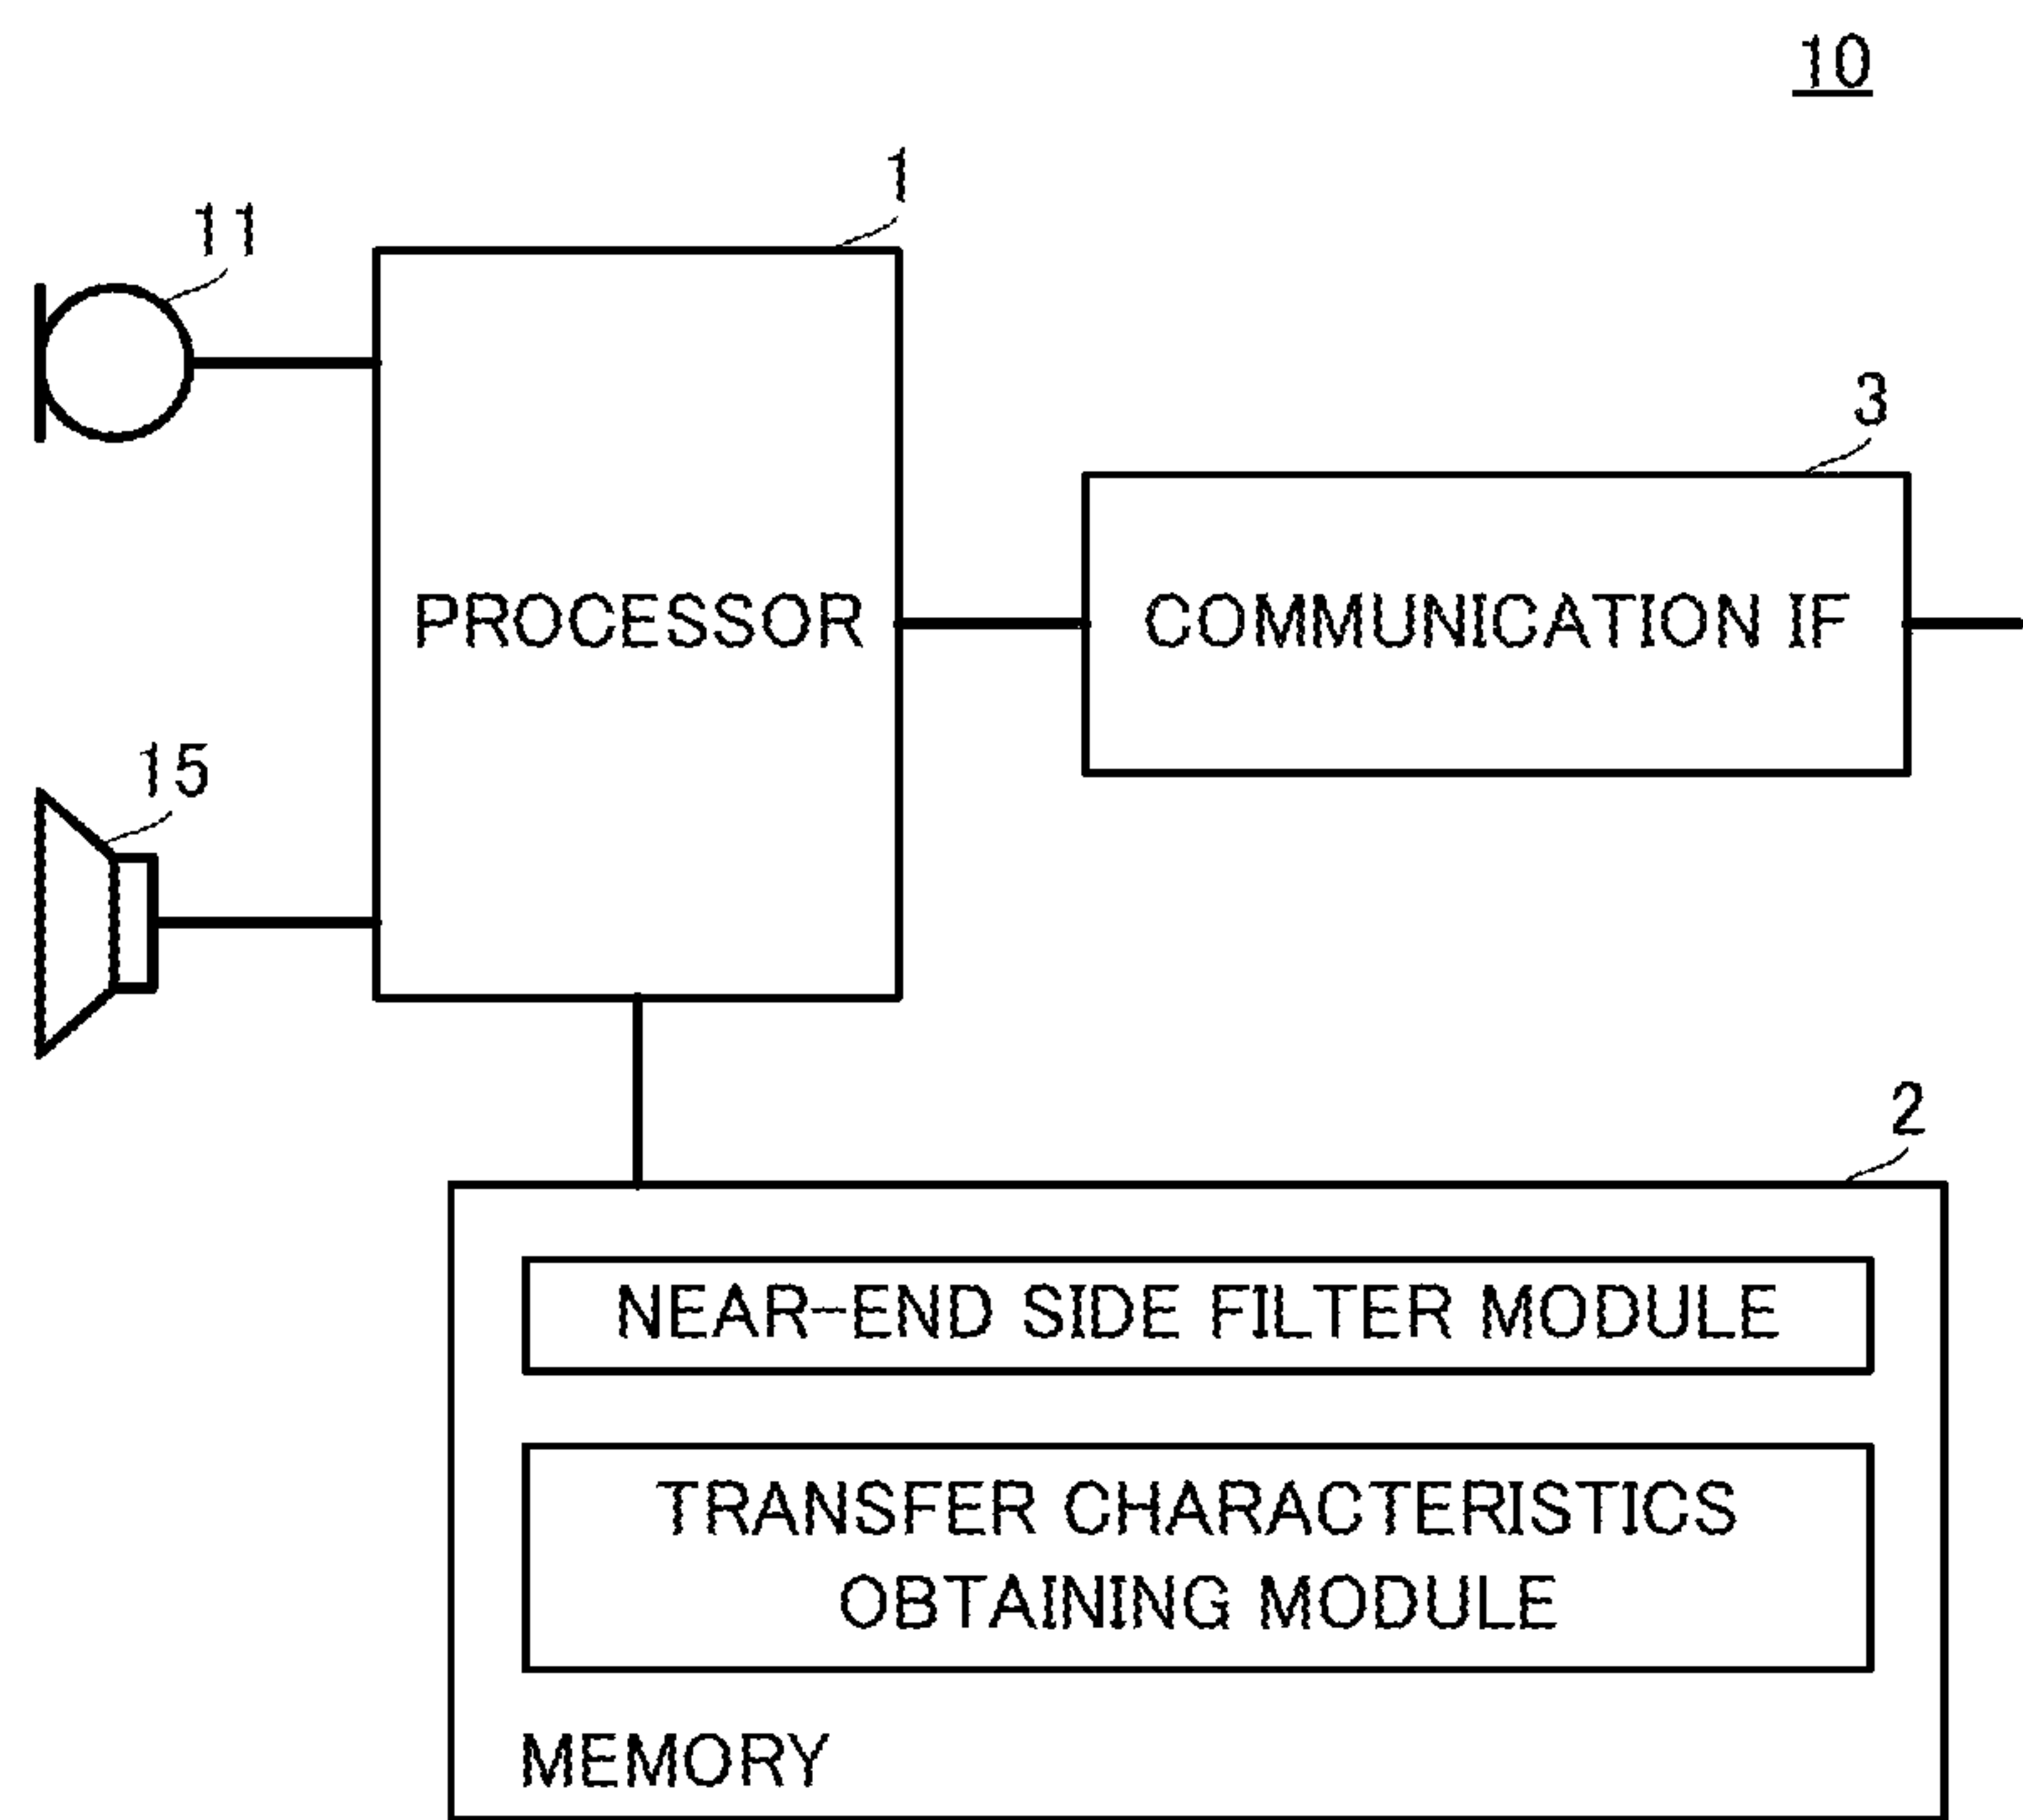 10
1
11
3
PROCESSOR
COMMUNICATION IF
15
2
NEAR-END SIDE FILTER MODULE
TRANSFER CHARACTERISTICS
OBTAINING MODULE
MEMORY